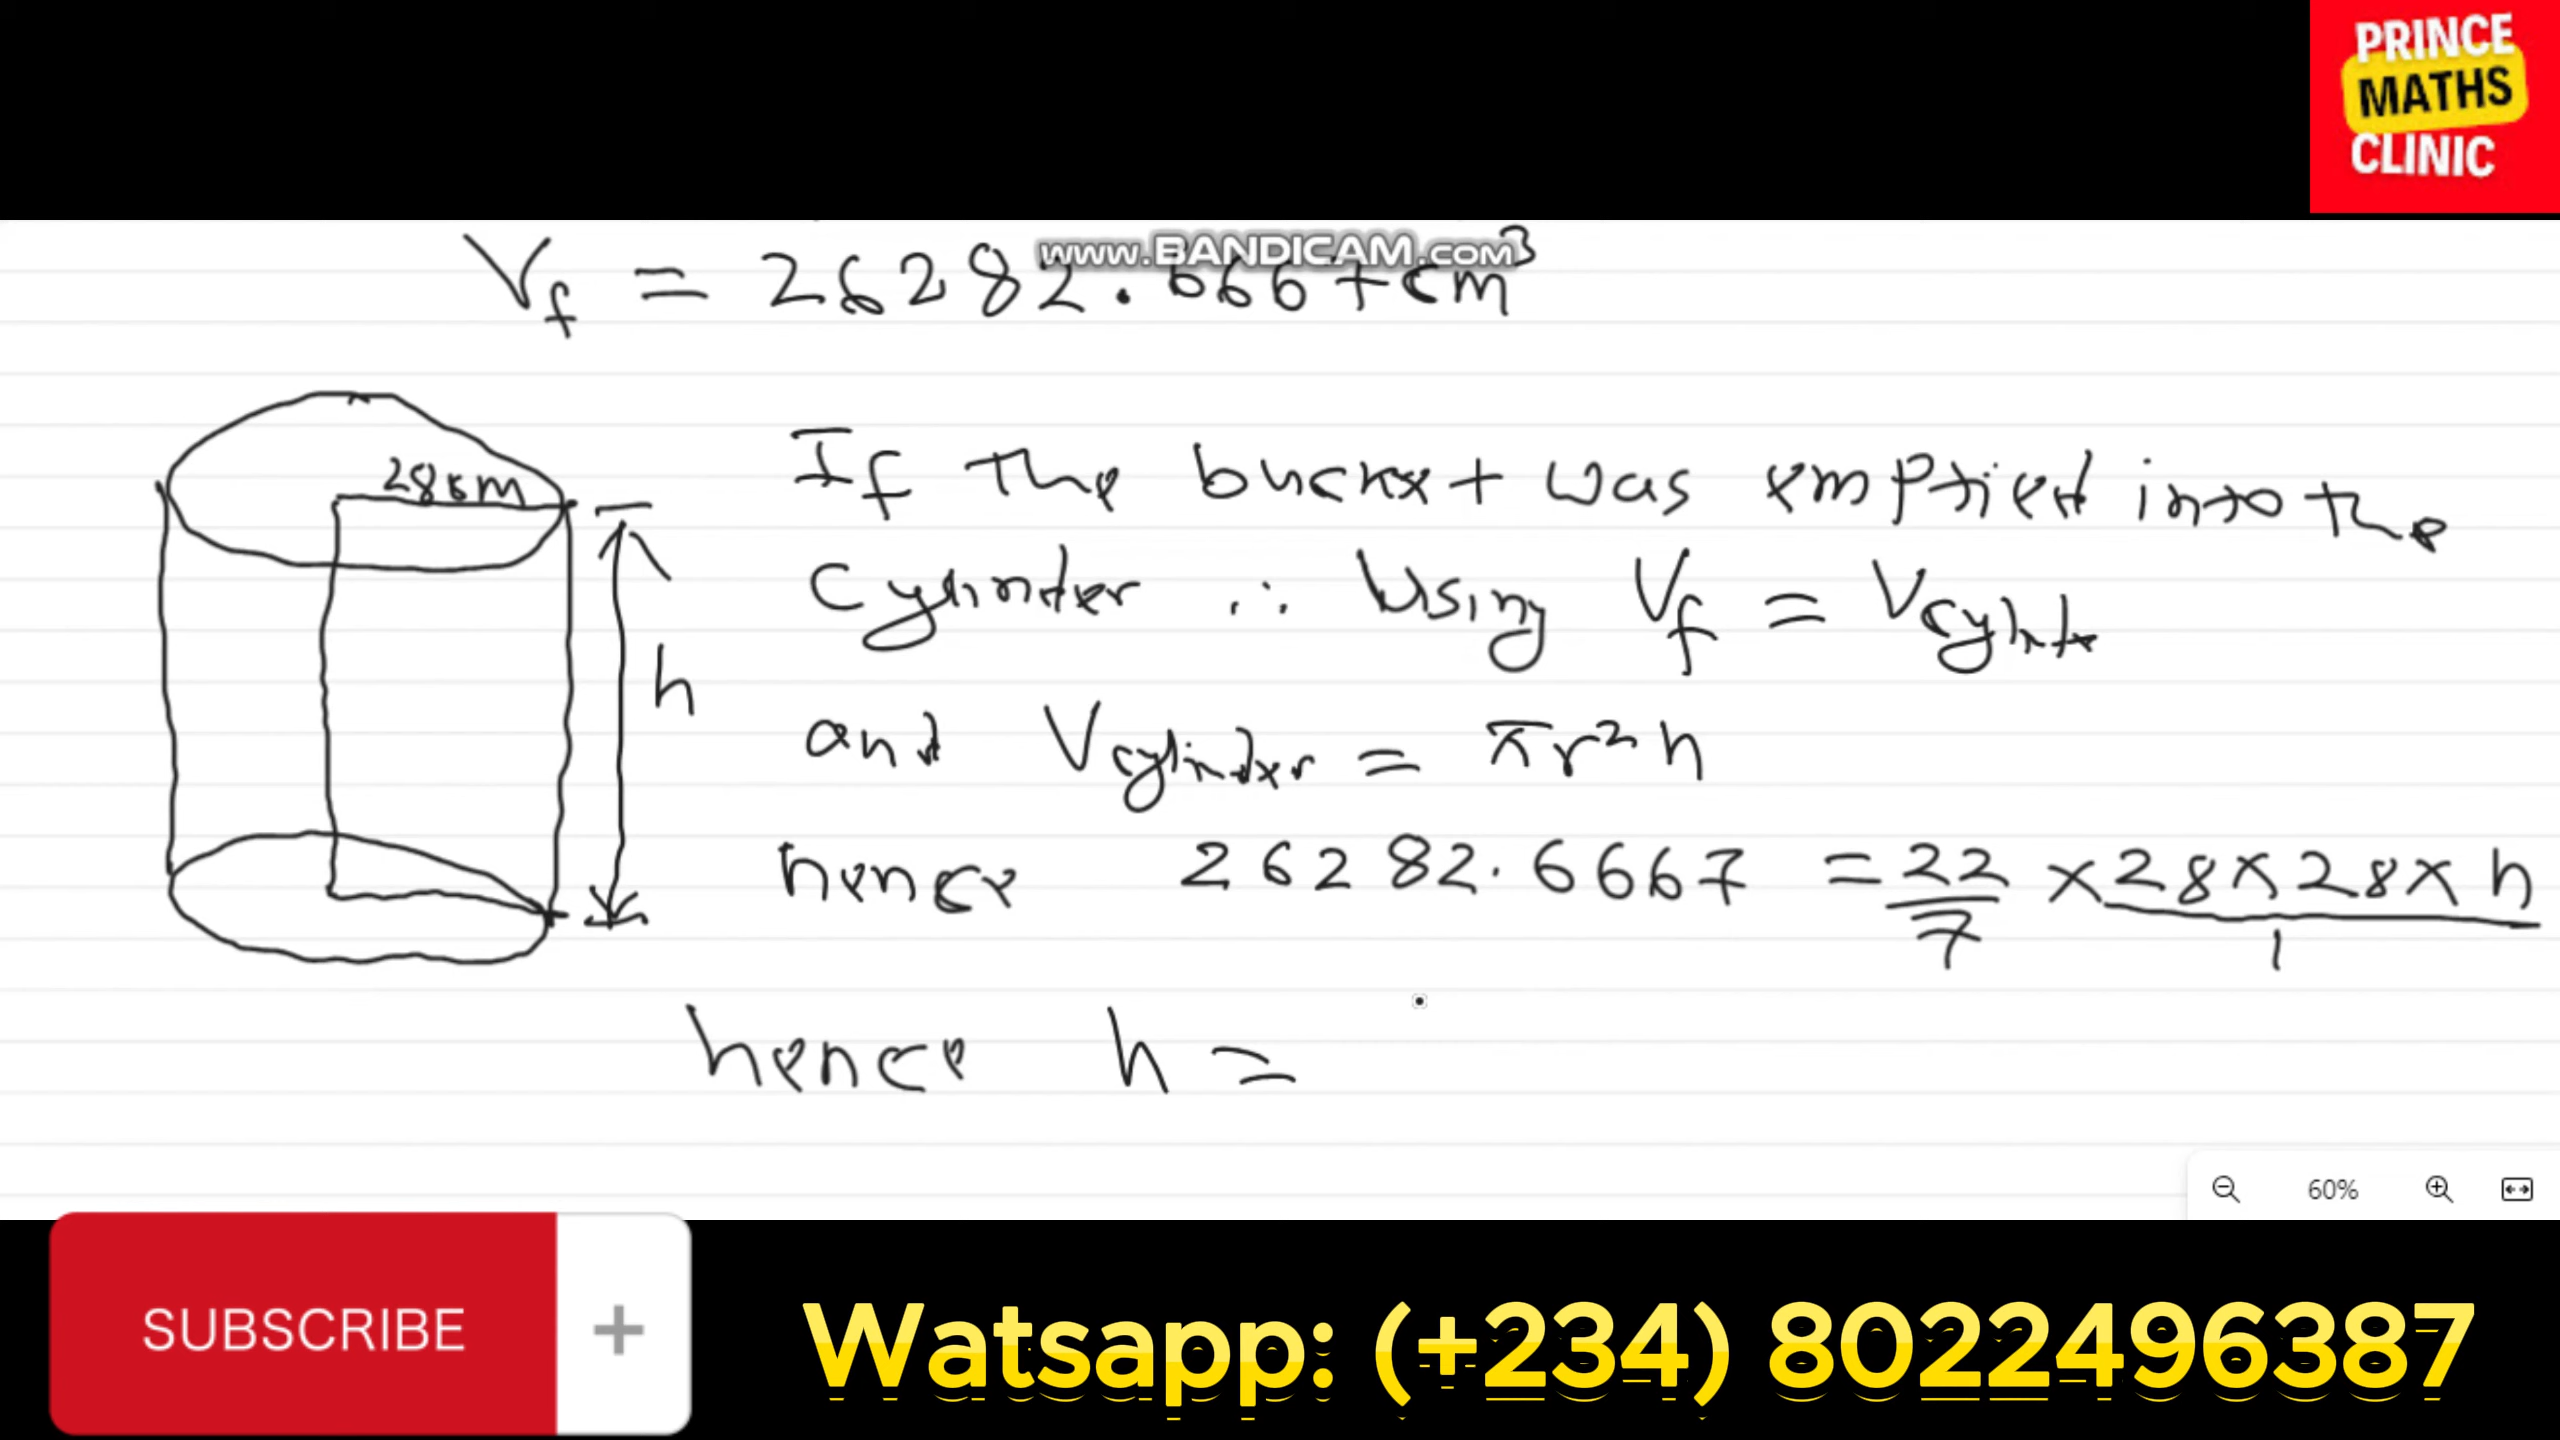 PRINCE
MATHS
CLINIC
www.BANDICAM.com
Vf = 26282.6667cm³
28cm
h
If the bucket was emptied into the
cylinder ∴ Using Vf = Vcylinder
and Vcylinder = πr²h
hence 26282.6667 = 22/7 × 28×28×h/1
hence h =
60%
SUBSCRIBE +
Watsapp: (+234) 8022496387